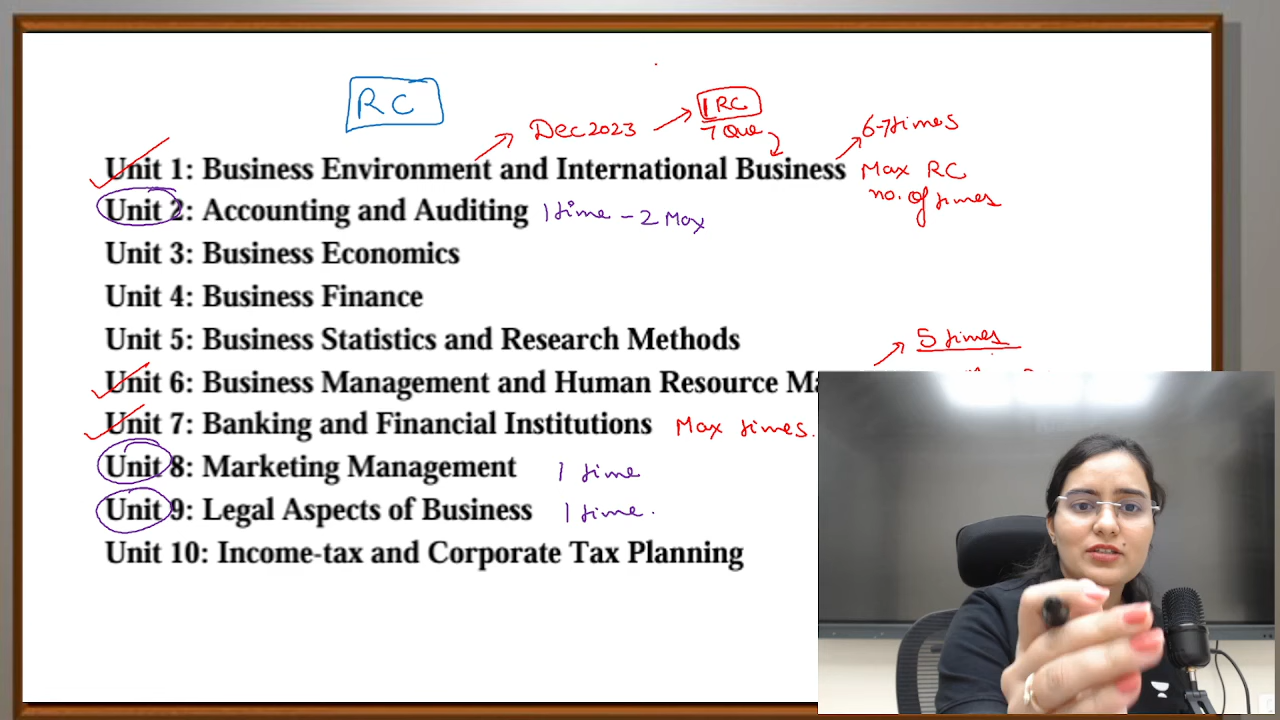 RC
Dec 2023
1 RC
7 Que
6-7 times
Unit 1: Business Environment and International Business
Max RC
no. of times
Unit 2: Accounting and Auditing 1 time - 2 Max
Unit 3: Business Economics
Unit 4: Business Finance
Unit 5: Business Statistics and Research Methods
5 times
Unit 6: Business Management and Human Resource Ma
Unit 7: Banking and Financial Institutions Max times.
Unit 8: Marketing Management 1 time
Unit 9: Legal Aspects of Business 1 time.
Unit 10: Income-tax and Corporate Tax Planning